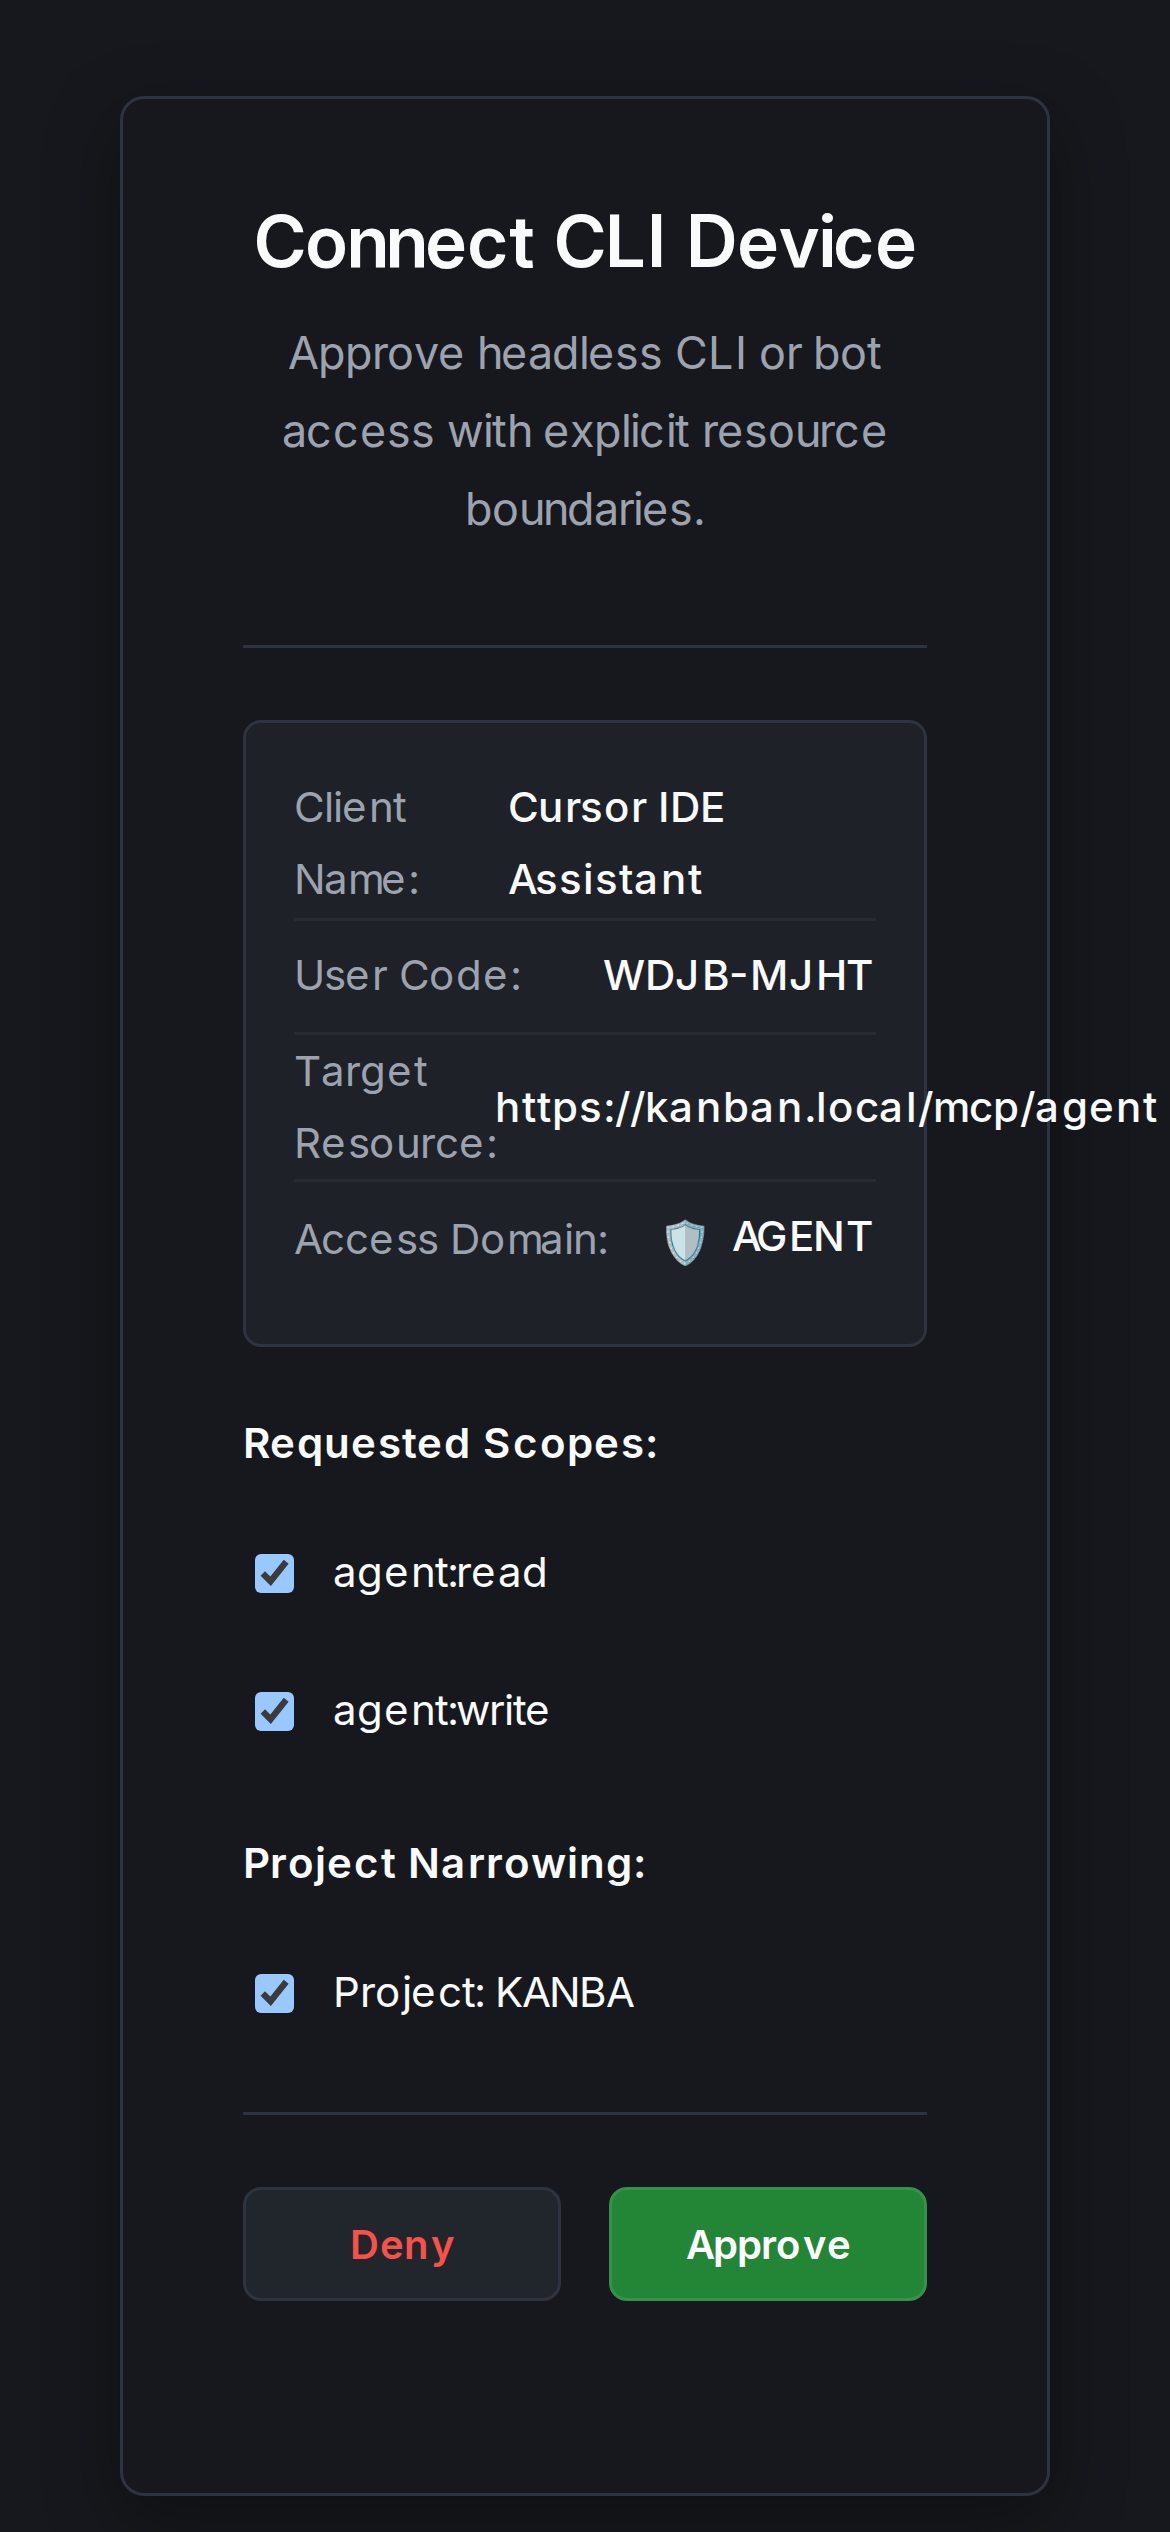 Connect CLI Device
Approve headless CLI or bot
access with explicit resource
boundaries.
Client Name: Cursor IDE Assistant
User Code: WDJB-MJHT
Target Resource: https://kanban.local/mcp/agent
Access Domain: 🛡️ AGENT
Requested Scopes:
agent:read
agent:write
Project Narrowing:
Project: KANBA
Deny
Approve